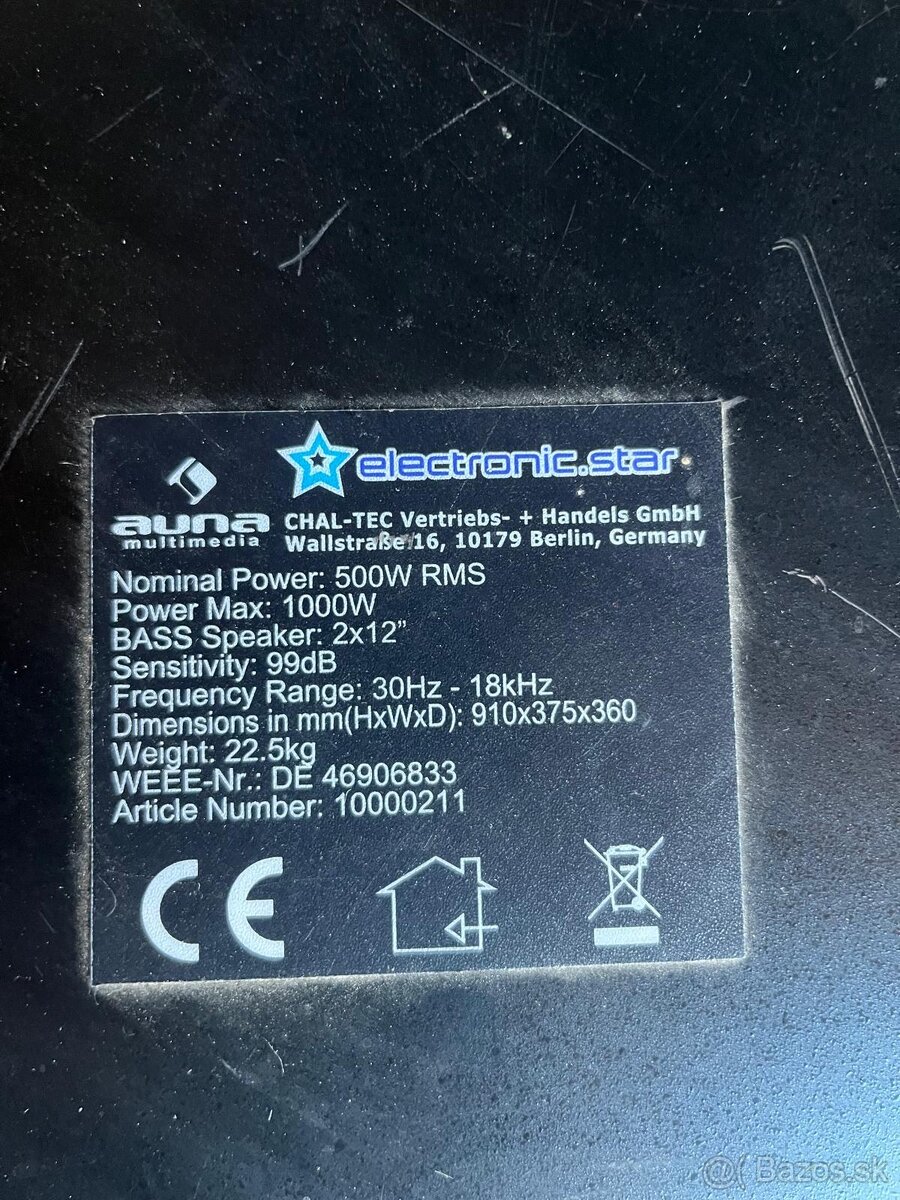 electronic.star
auna
multimedia
CHAL-TEC Vertriebs- + Handels GmbH
Wallstraße 16, 10179 Berlin, Germany
Nominal Power: 500W RMS
Power Max: 1000W
BASS Speaker: 2x12”
Sensitivity: 99dB
Frequency Range: 30Hz - 18kHz
Dimensions in mm(HxWxD): 910x375x360
Weight: 22.5kg
WEEE-Nr.: DE 46906833
Article Number: 10000211
CE
@( Bazos.sk